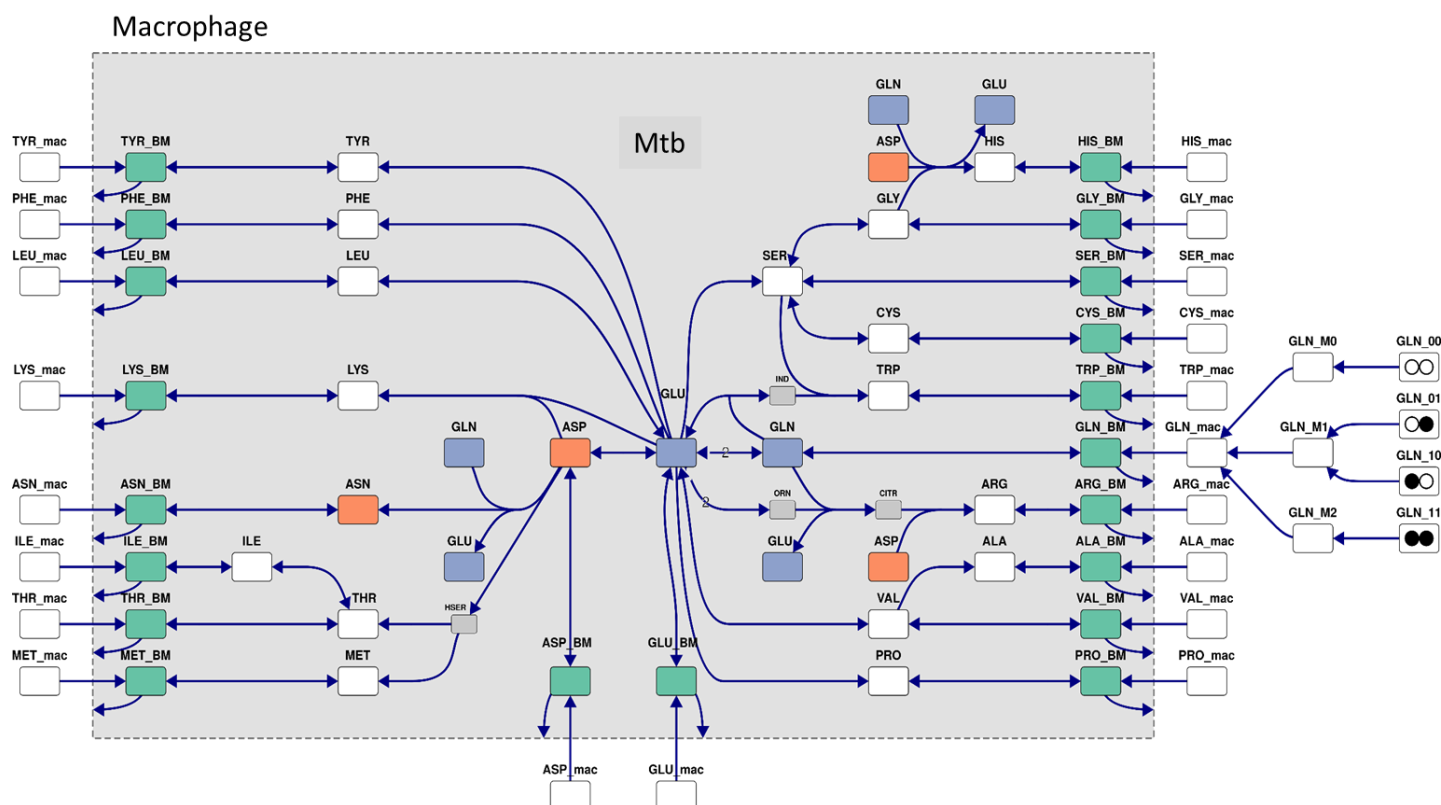 Macrophage
GLN GLU
Mtb
TYR_mac TYR_BM TYR ASP HIS HIS_BM HIS_mac
PHE_mac PHE_BM PHE GLY GLY_BM GLY_mac
LEU_mac LEU_BM LEU SER SER_BM SER_mac
CYS CYS_BM CYS_mac
GLN_M0 GLN_00
LYS_mac LYS_BM LYS GLU IND TRP TRP_BM TRP_mac
GLN_01
GLN ASP GLN GLN_BM GLN_mac GLN_M1
2
GLN_10
ASN_mac ASN_BM ASN ORN CITR ARG ARG_BM ARG_mac
2
GLN_M2 GLN_11
ILE_mac ILE_BM ILE GLU GLU ASP ALA ALA_BM ALA_mac
THR_mac THR_BM THR HSER VAL VAL_BM VAL_mac
MET_mac MET_BM MET ASP_BM GLU_BM PRO PRO_BM PRO_mac
ASP_mac GLU_mac